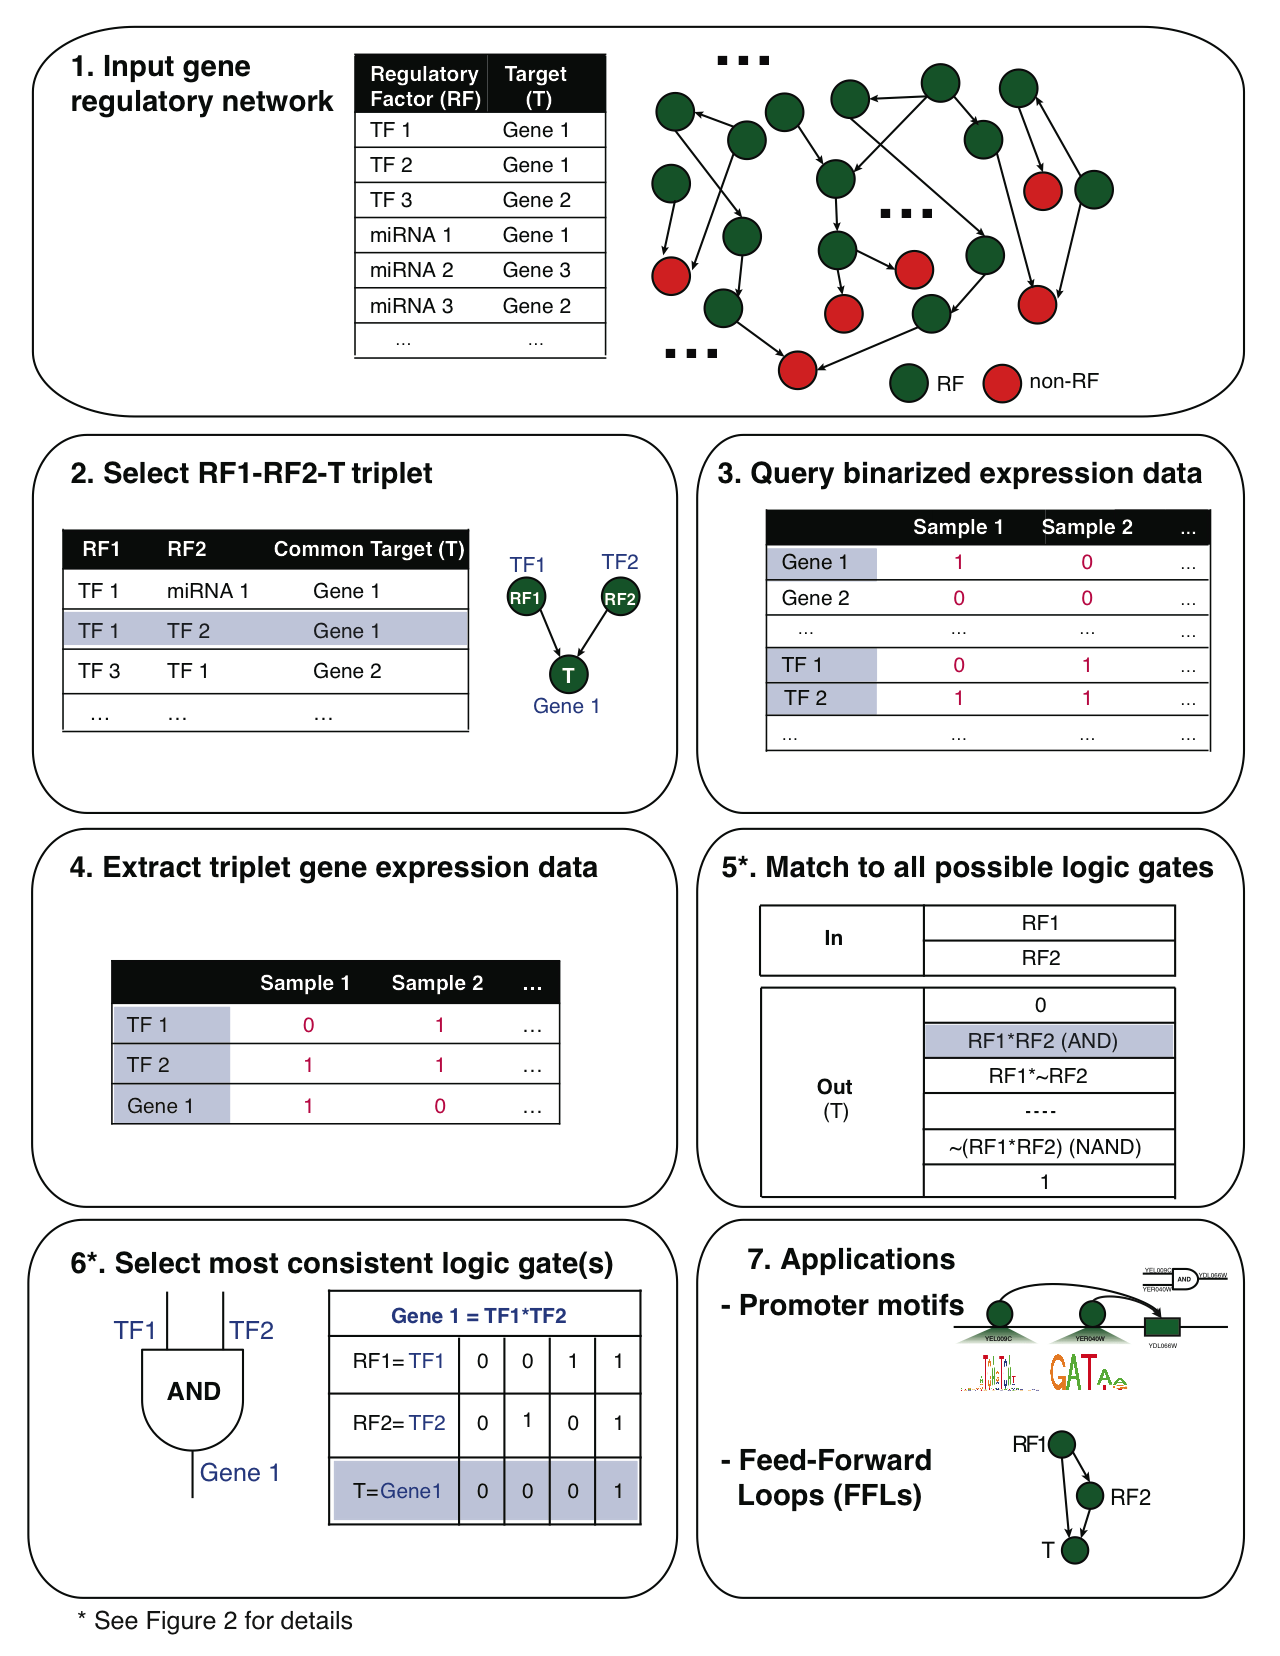 1. Input gene
regulatory network
Regulatory Target
Factor (RF) (T)
TF 1 Gene 1
TF 2 Gene 1
TF 3 Gene 2
miRNA 1 Gene 1
miRNA 2 Gene 3
miRNA 3 Gene 2
... ...
...
...
...
RF non-RF
2. Select RF1-RF2-T triplet
RF1 RF2 Common Target (T)
TF 1 miRNA 1 Gene 1
TF 1 TF 2 Gene 1
TF 3 TF 1 Gene 2
... ... ...
TF1 TF2
RF1 RF2
T
Gene 1
3. Query binarized expression data
Sample 1 Sample 2 ...
Gene 1 1 0 ...
Gene 2 0 0 ...
... ... ... ...
TF 1 0 1 ...
TF 2 1 1 ...
... ... ... ...
4. Extract triplet gene expression data
Sample 1 Sample 2 ...
TF 1 0 1 ...
TF 2 1 1 ...
Gene 1 1 0 ...
5*. Match to all possible logic gates
In
RF1
RF2
Out
(T)
0
RF1*RF2 (AND)
RF1*~RF2
----
~(RF1*RF2) (NAND)
1
6*. Select most consistent logic gate(s)
TF1 TF2
AND
Gene 1
Gene 1 = TF1*TF2
RF1= TF1 0 0 1 1
RF2= TF2 0 1 0 1
T=Gene1 0 0 0 1
7. Applications
- Promoter motifs
YEL009C
YER040W
AND
YDL066W
YEL009C YER040W
YDL066W
GATAA
- Feed-Forward
Loops (FFLs)
RF1
RF2
T
* See Figure 2 for details